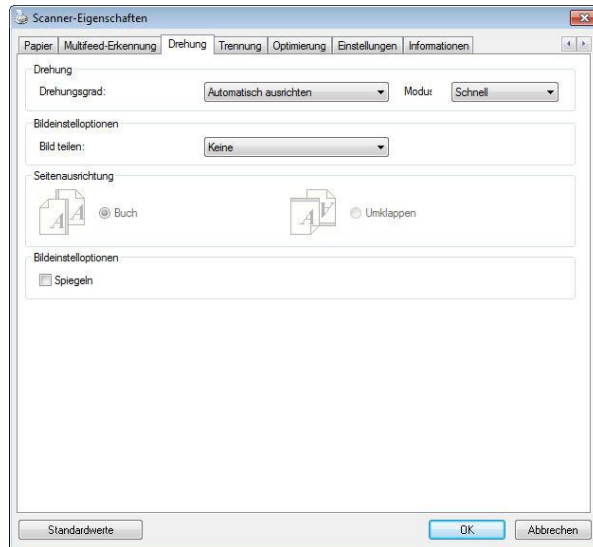 Scanner-Eigenschaften
Papier Multifeed-Erkennung Drehung Trennung Optimierung Einstellungen Informationen
Drehung
Drehungsgrad: Automatisch ausrichten Modus Schnell
Bildeinstelloptionen
Bild teilen: Keine
Seitenausrichtung
A A Buch A A Umklappen
Bildeinstelloptionen
Spiegeln
Standardwerte OK Abbrechen